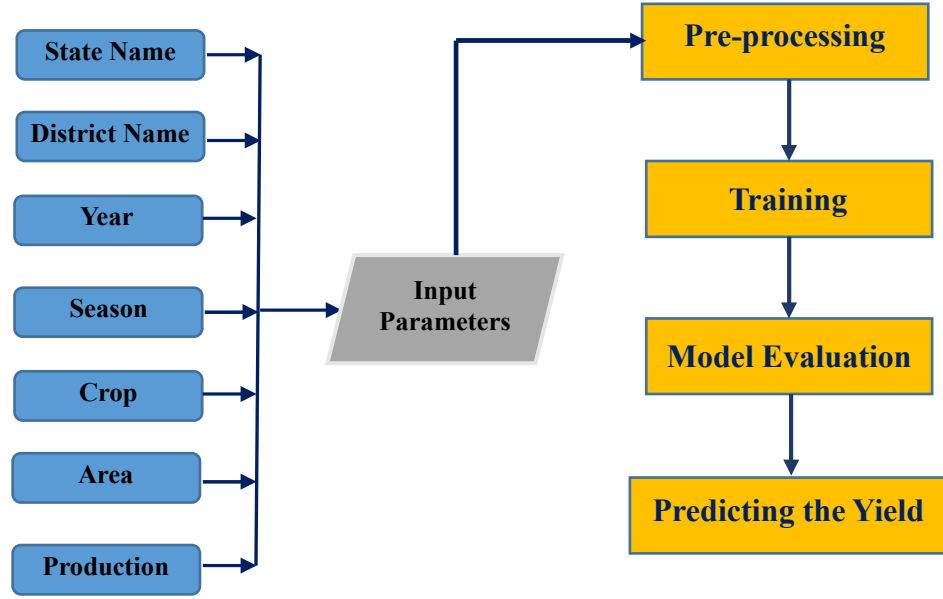 State Name
District Name
Year
Season
Crop
Area
Production
Input
Parameters
Pre-processing
Training
Model Evaluation
Predicting the Yield